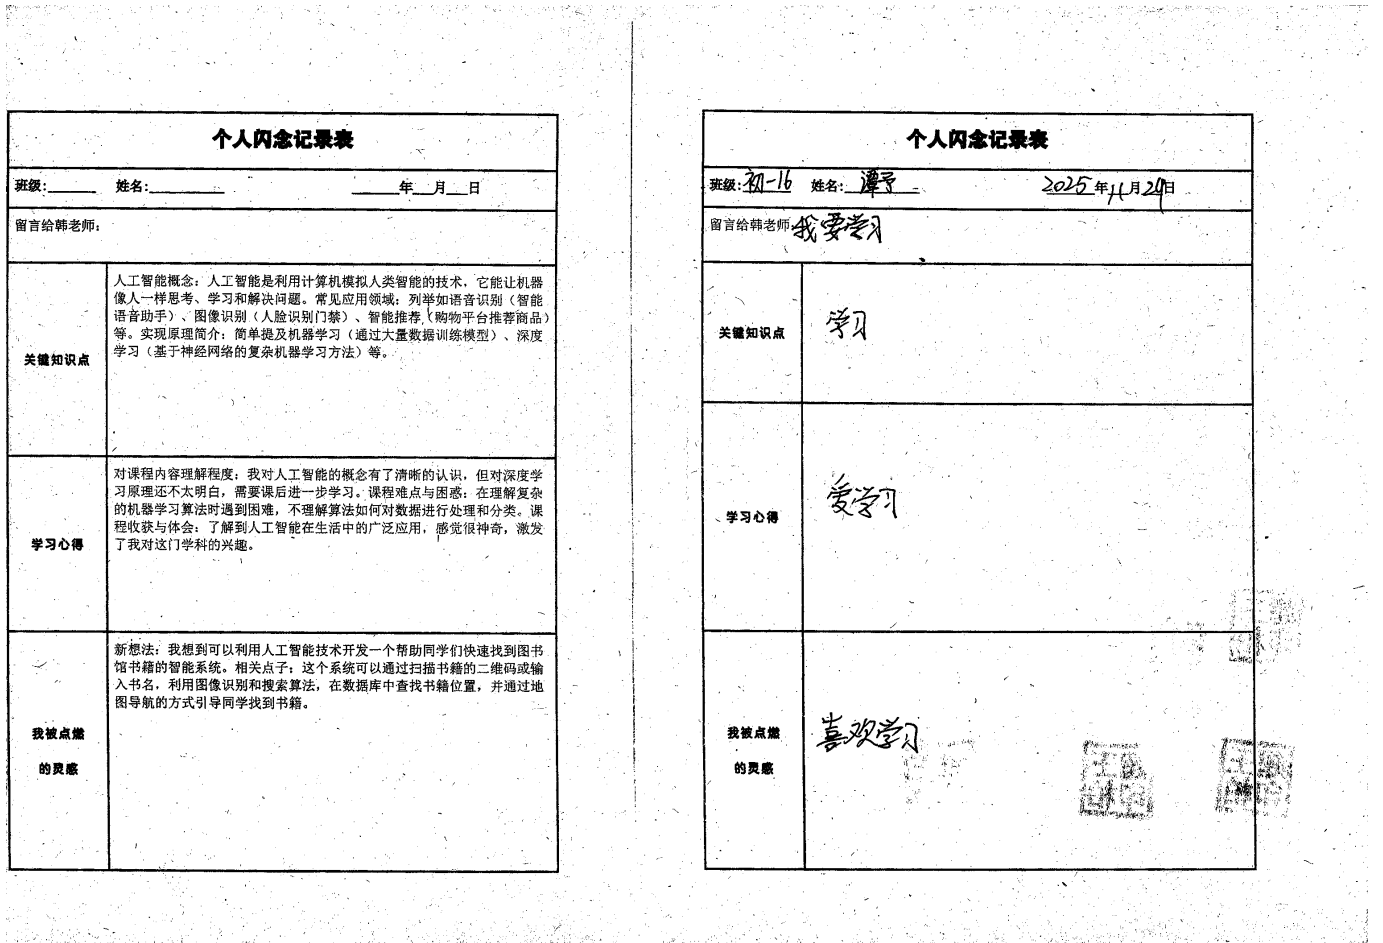 个人闪念记录表
班级:______ 姓名:__________ ______年___月___日
留言给韩老师：
关键知识点
人工智能概念：人工智能是利用计算机模拟人类智能的技术，它能让机器
像人一样思考、学习和解决问题。常见应用领域：列举如语音识别（智能
语音助手）、图像识别（人脸识别门禁）、智能推荐（购物平台推荐商品）
等。实现原理简介：简单提及机器学习（通过大量数据训练模型）、深度
学习（基于神经网络的复杂机器学习方法）等。
学习心得
对课程内容理解程度：我对人工智能的概念有了清晰的认识，但对深度学
习原理还不太明白，需要课后进一步学习。课程难点与困惑：在理解复杂
的机器学习算法时遇到困难，不理解算法如何对数据进行处理和分类。课
程收获与体会：了解到人工智能在生活中的广泛应用，感觉很神奇，激发
了我对这门学科的兴趣。
我被点燃
的灵感
新想法：我想到可以利用人工智能技术开发一个帮助同学们快速找到图书
馆书籍的智能系统。相关点子：这个系统可以通过扫描书籍的二维码或输
入书名，利用图像识别和搜索算法，在数据库中查找书籍位置，并通过地
图导航的方式引导同学找到书籍。
个人闪念记录表
班级:初一16 姓名:潭予 2025年11月29日
留言给韩老师 我要学习
关键知识点
学习
学习心得
爱学习
我被点燃
的灵感
喜欢学习